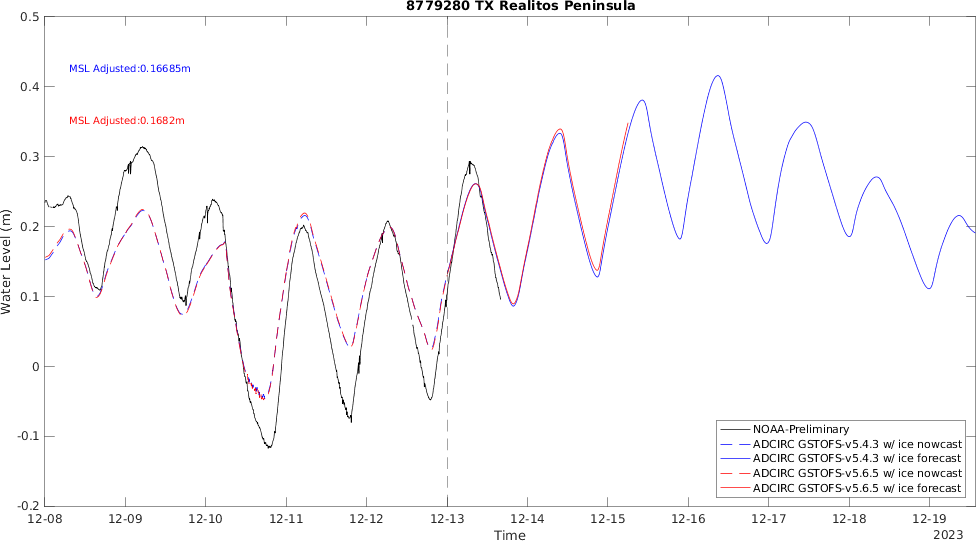 8779280 TX Realitos Peninsula
MSL Adjusted:0.16685m
MSL Adjusted:0.1682m
Water Level (m)
0.5
0.4
0.3
0.2
0.1
0
-0.1
-0.2
12-08 12-09 12-10 12-11 12-12 12-13 12-14 12-15 12-16 12-17 12-18 12-19
2023
Time
NOAA-Preliminary
ADCIRC GSTOFS-v5.4.3 w/ ice nowcast
ADCIRC GSTOFS-v5.4.3 w/ ice forecast
ADCIRC GSTOFS-v5.6.5 w/ ice nowcast
ADCIRC GSTOFS-v5.6.5 w/ ice forecast